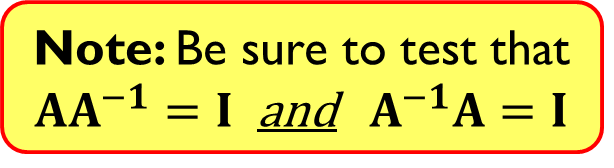 Note: Be sure to test that
AA⁻¹ = I and A⁻¹A = I